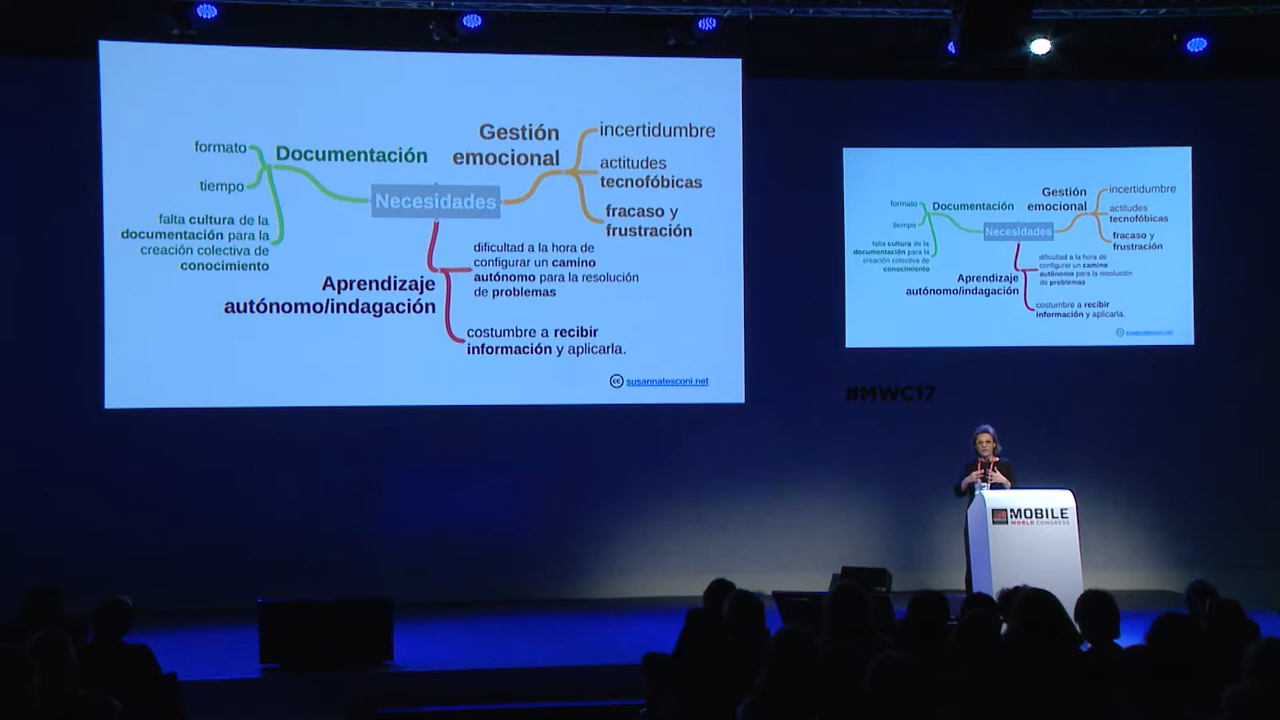 formato
tiempo
falta cultura de la
documentación para la
creación colectiva de
conocimiento
Documentación
Necesidades
Gestión
emocional
incertidumbre
actitudes
tecnofóbicas
fracaso y
frustración
Aprendizaje
autónomo/indagación
dificultad a la hora de
configurar un camino
autónomo para la resolución
de problemas
costumbre a recibir
información y aplicarla.
cc susannatesconi.net
formato
tiempo
falta cultura de la
documentación para la
creación colectiva de
conocimiento
Documentación
Necesidades
Gestión
emocional
incertidumbre
actitudes
tecnofóbicas
fracaso y
frustración
Aprendizaje
autónomo/indagación
dificultad a la hora de
configurar un camino
autónomo para la resolución
de problemas
costumbre a recibir
información y aplicarla.
cc susannatesconi.net
#MWC17
MOBILE
WORLD CONGRESS